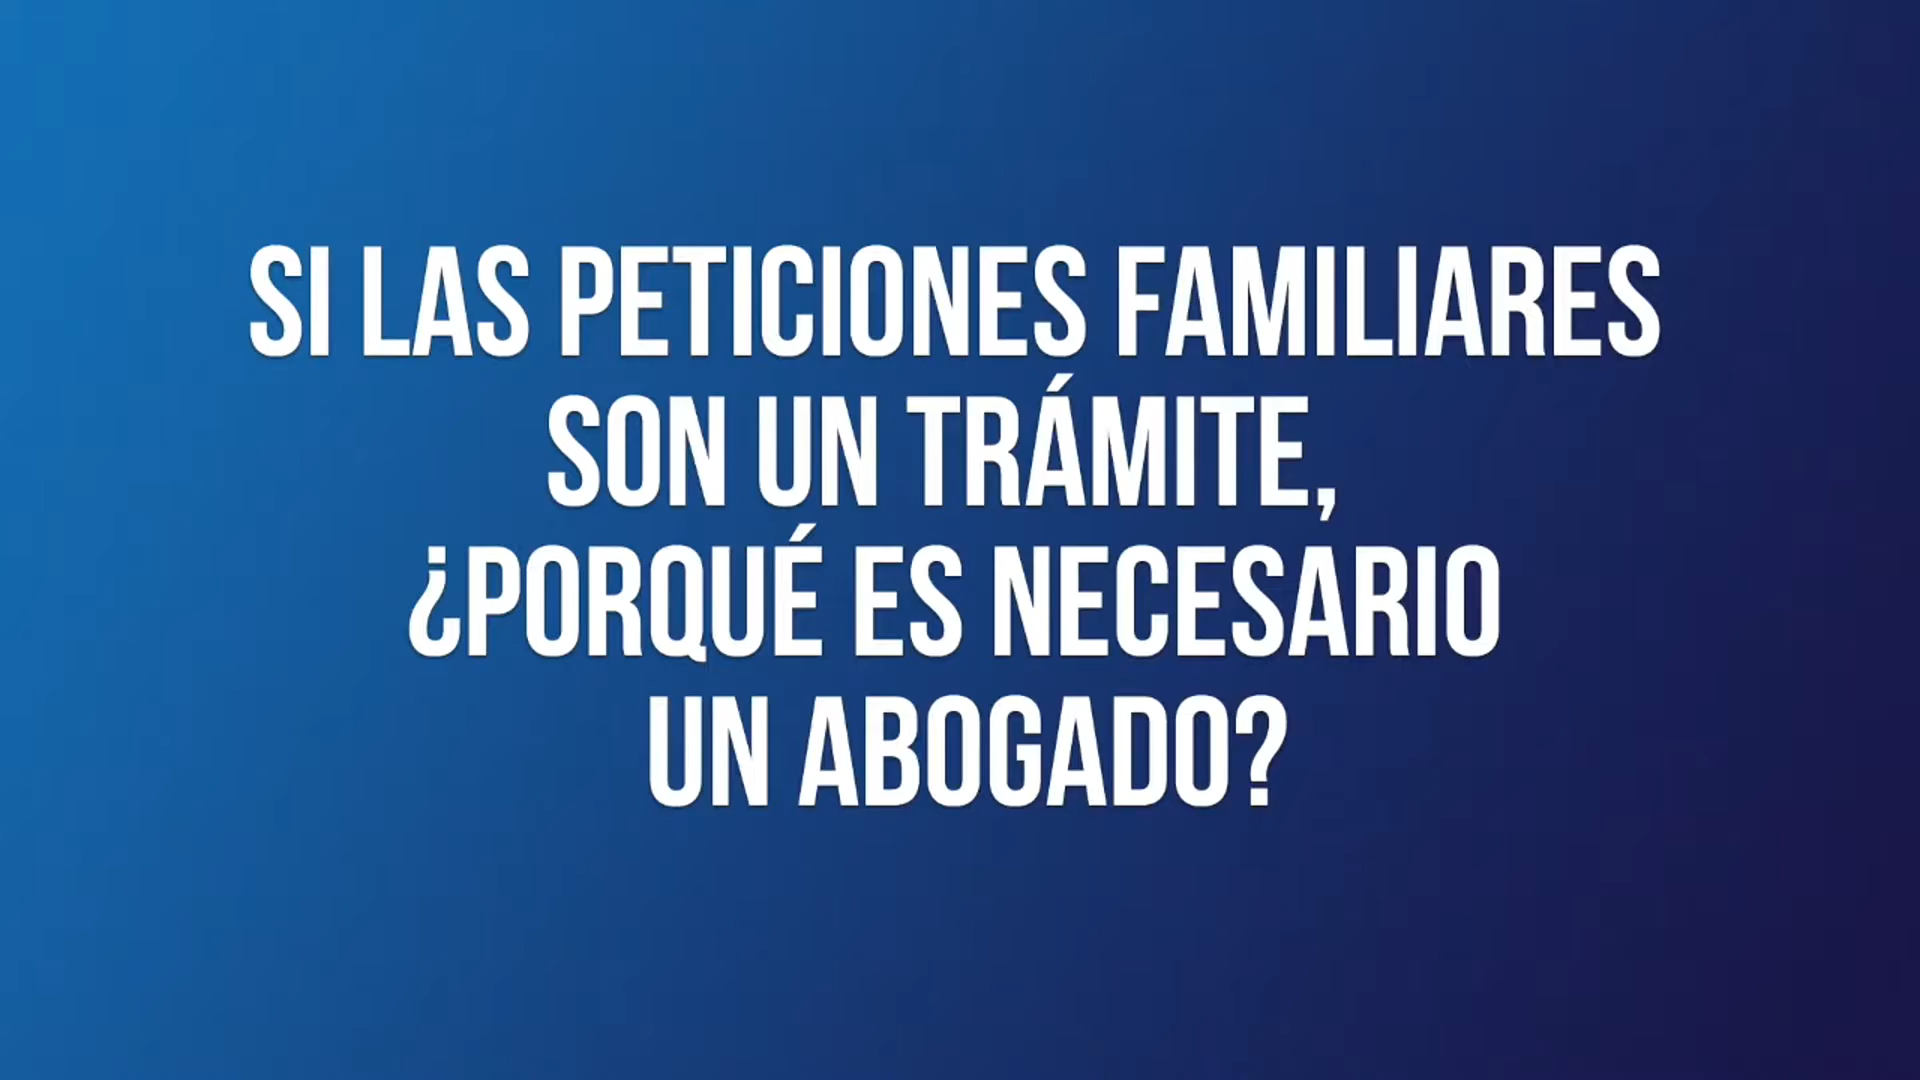 SI LAS PETICIONES FAMILIARES
SON UN TRÁMITE,
¿PORQUÉ ES NECESARIO
UN ABOGADO?